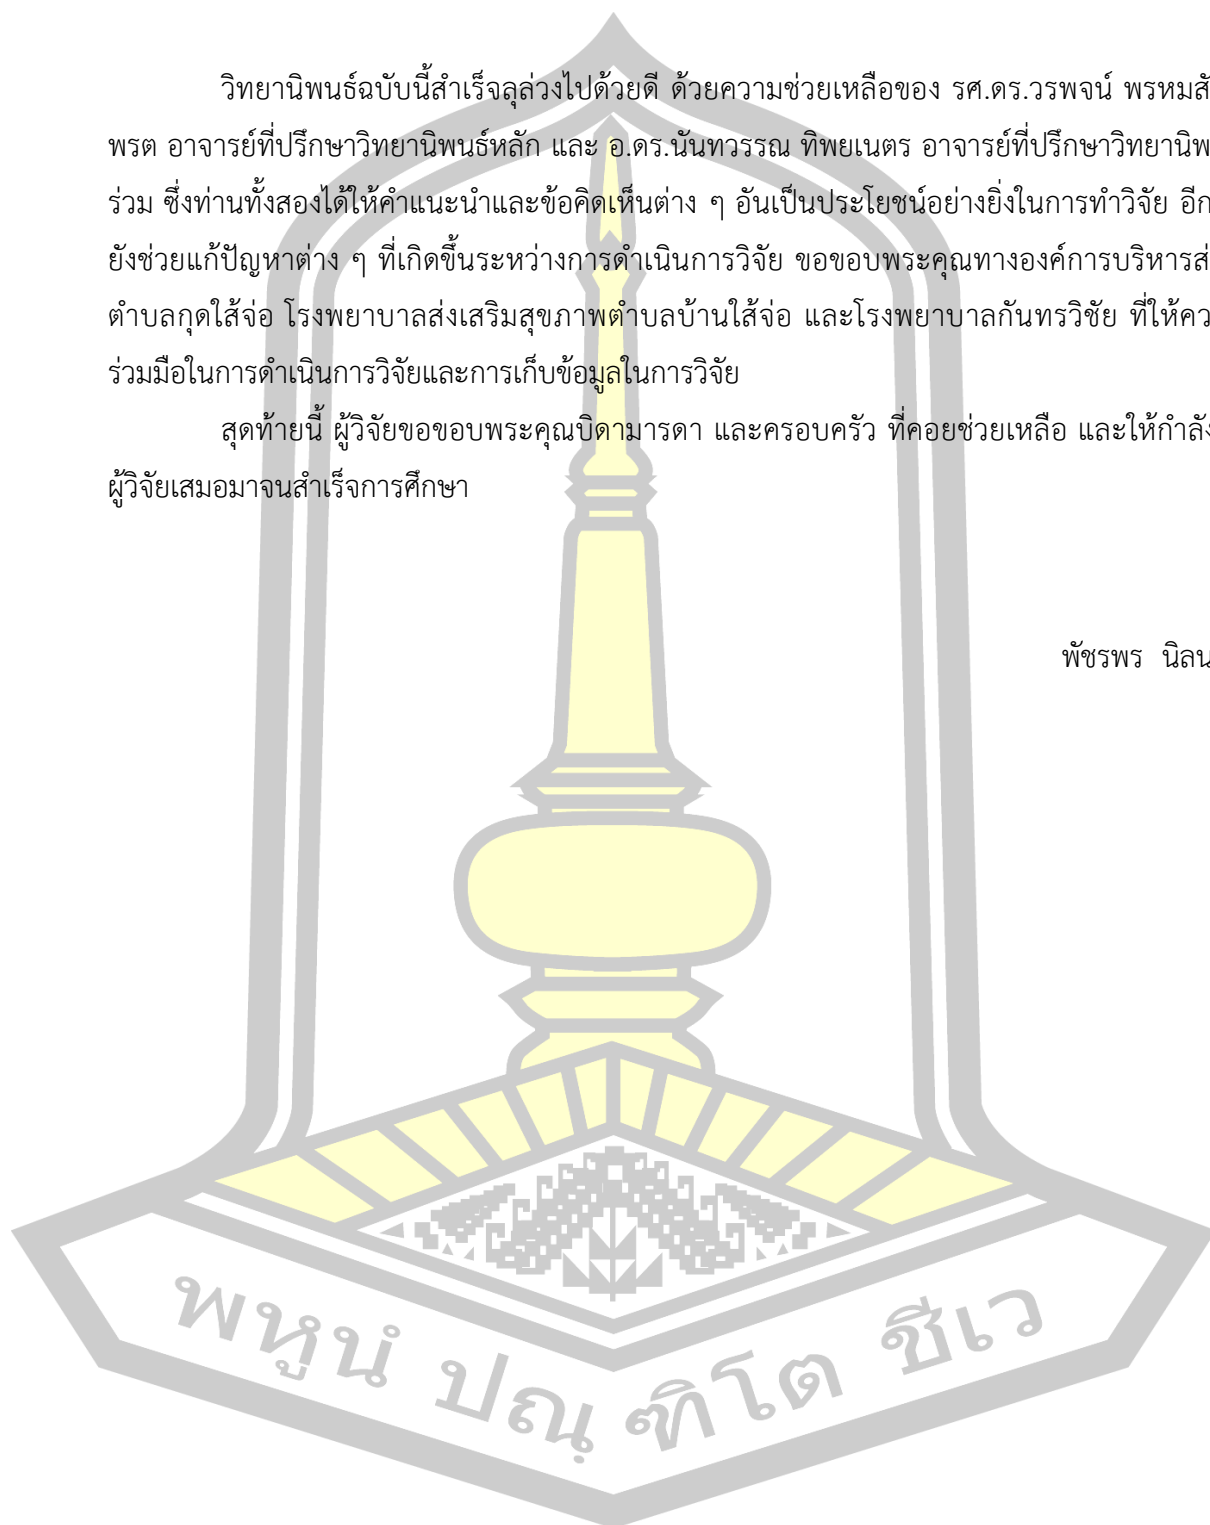 วิทยานิพนธ์ฉบับนี้สำเร็จลุล่วงไปด้วยดี ด้วยความช่วยเหลือของ รศ.ดร.วรพจน์ พรหมสั
พรต อาจารย์ที่ปรึกษาวิทยานิพนธ์หลัก และ อ.ดร.นันทวรรณ ทิพยเนตร อาจารย์ที่ปรึกษาวิทยานิพ
ร่วม ซึ่งท่านทั้งสองได้ให้คำแนะนำและข้อคิดเห็นต่าง ๆ อันเป็นประโยชน์อย่างยิ่งในการทำวิจัย อีก
ยังช่วยแก้ปัญหาต่าง ๆ ที่เกิดขึ้นระหว่างการดำเนินการวิจัย ขอขอบพระคุณทางองค์การบริหารส่
ตำบลกุดใส้จ่อ โรงพยาบาลส่งเสริมสุขภาพตำบลบ้านใส้จ่อ และโรงพยาบาลกันทรวิชัย ที่ให้คว
ร่วมมือในการดำเนินการวิจัยและการเก็บข้อมูลในการวิจัย
สุดท้ายนี้ ผู้วิจัยขอขอบพระคุณบิดามารดา และครอบครัว ที่คอยช่วยเหลือ และให้กำลัง
ผู้วิจัยเสมอมาจนสำเร็จการศึกษา
พัชรพร นิลน
พหูนํ ปณฺฑิโต ชีเว